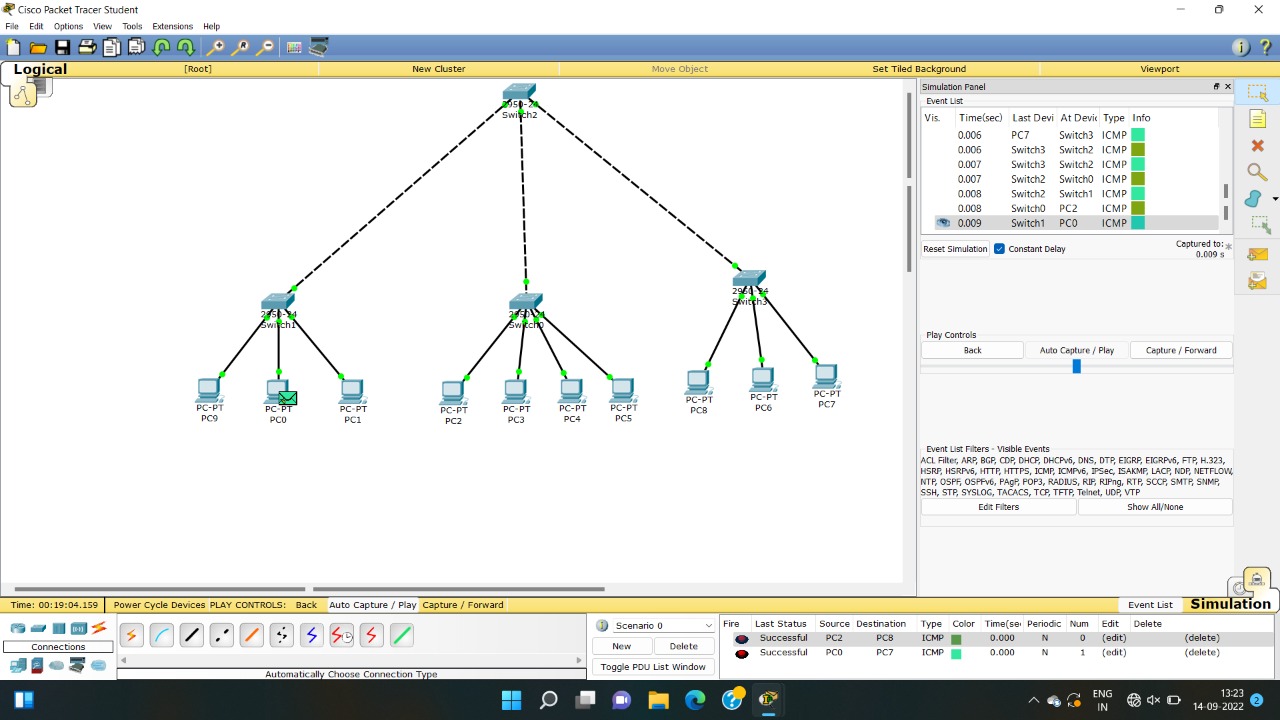 Cisco Packet Tracer Student
File Edit Options View Tools Extensions Help
Logical [Root] New Cluster Move Object Set Tiled Background Viewport
2950-24
Switch2
2950-24
Switch1
2950-24
Switch0
2950-24
Switch3
PC-PT
PC9
PC-PT
PC0
PC-PT
PC1
PC-PT
PC2
PC-PT
PC3
PC-PT
PC4
PC-PT
PC5
PC-PT
PC8
PC-PT
PC6
PC-PT
PC7
Simulation Panel
Event List
Vis. Time(sec) Last Devi At Devic Type Info
0.006 PC7 Switch3 ICMP
0.006 Switch3 Switch2 ICMP
0.007 Switch3 Switch2 ICMP
0.007 Switch2 Switch0 ICMP
0.008 Switch2 Switch1 ICMP
0.008 Switch0 PC2 ICMP
0.009 Switch1 PC0 ICMP
Reset Simulation Constant Delay Captured to: *
0.009 s
Play Controls
Back Auto Capture / Play Capture / Forward
Event List Filters - Visible Events
ACL Filter, ARP, BGP, CDP, DHCP, DHCPv6, DNS, DTP, EIGRP, EIGRPv6, FTP, H.323,
HSRP, HSRPv6, HTTP, HTTPS, ICMP, ICMPv6, IPSec, ISAKMP, LACP, NDP, NETFLOW,
NTP, OSPF, OSPFv6, PAgP, POP3, RADIUS, RIP, RIPng, RTP, SCCP, SMTP, SNMP,
SSH, STP, SYSLOG, TACACS, TCP, TFTP, Telnet, UDP, VTP
Edit Filters Show All/None
Time: 00:19:04.159 Power Cycle Devices PLAY CONTROLS: Back Auto Capture / Play Capture / Forward Event List Simulation
Connections
Automatically Choose Connection Type
Scenario 0
New Delete
Toggle PDU List Window
Fire Last Status Source Destination Type Color Time(sec Periodic Num Edit Delete
Successful PC2 PC8 ICMP 0.000 N 0 (edit) (delete)
Successful PC0 PC7 ICMP 0.000 N 1 (edit) (delete)
ENG
IN
13:23
14-09-2022
2